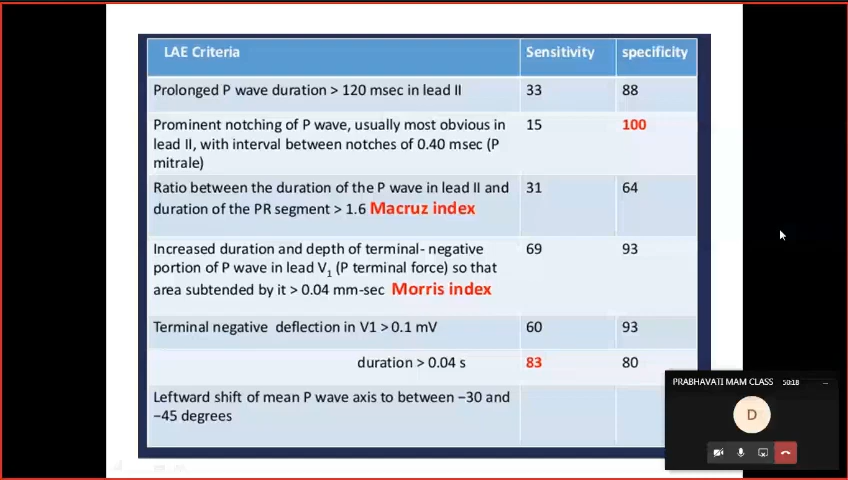 LAE Criteria Sensitivity specificity
Prolonged P wave duration > 120 msec in lead II 33 88
Prominent notching of P wave, usually most obvious in 15 100
lead II, with interval between notches of 0.40 msec (P
mitrale)
Ratio between the duration of the P wave in lead II and 31 64
duration of the PR segment > 1.6 Macruz index
Increased duration and depth of terminal- negative 69 93
portion of P wave in lead V1 (P terminal force) so that
area subtended by it > 0.04 mm-sec Morris index
Terminal negative deflection in V1 > 0.1 mV 60 93
duration > 0.04 s 83 80
Leftward shift of mean P wave axis to between −30 and
−45 degrees
PRABHAVATI MAM CLASS 50:18
D